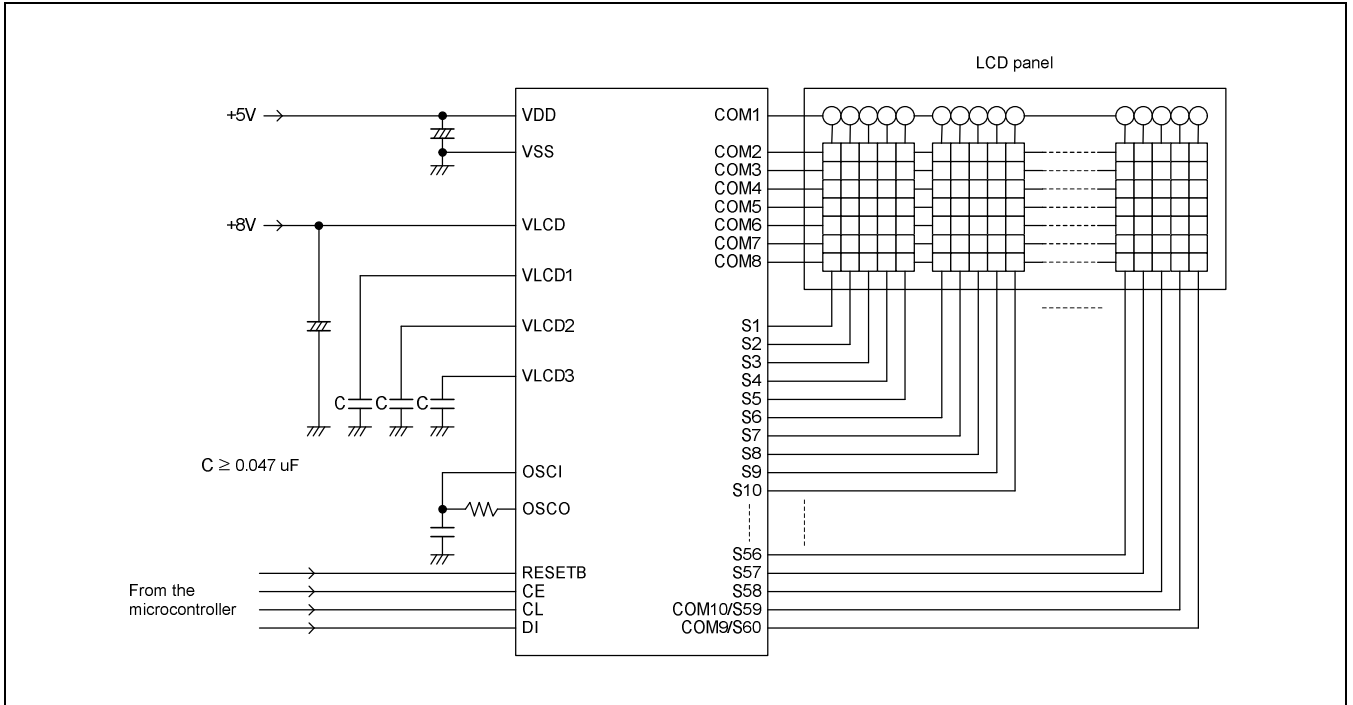 LCD panel
+5V
VDD
VSS
+8V
VLCD
VLCD1
VLCD2
VLCD3
C
C
C
C ≥ 0.047 uF
OSCI
OSCO
From the
microcontroller
RESETB
CE
CL
DI
COM1
COM2
COM3
COM4
COM5
COM6
COM7
COM8
S1
S2
S3
S4
S5
S6
S7
S8
S9
S10
S56
S57
S58
COM10/S59
COM9/S60